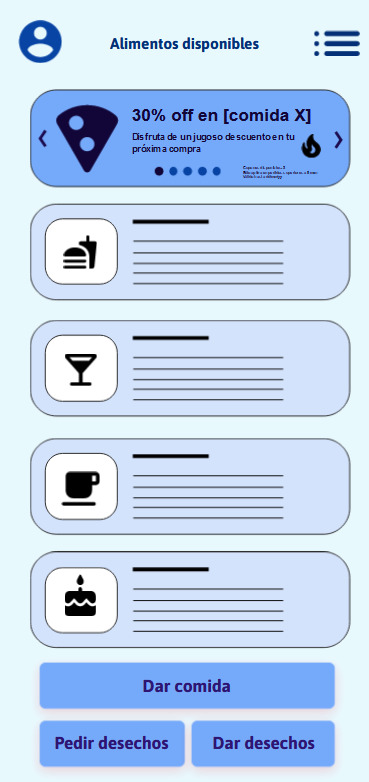 Alimentos disponibles
30% off en [comida X]
Disfruta de un jugoso descuento en tu
próxima compra
Dar comida
Pedir desechos
Dar desechos